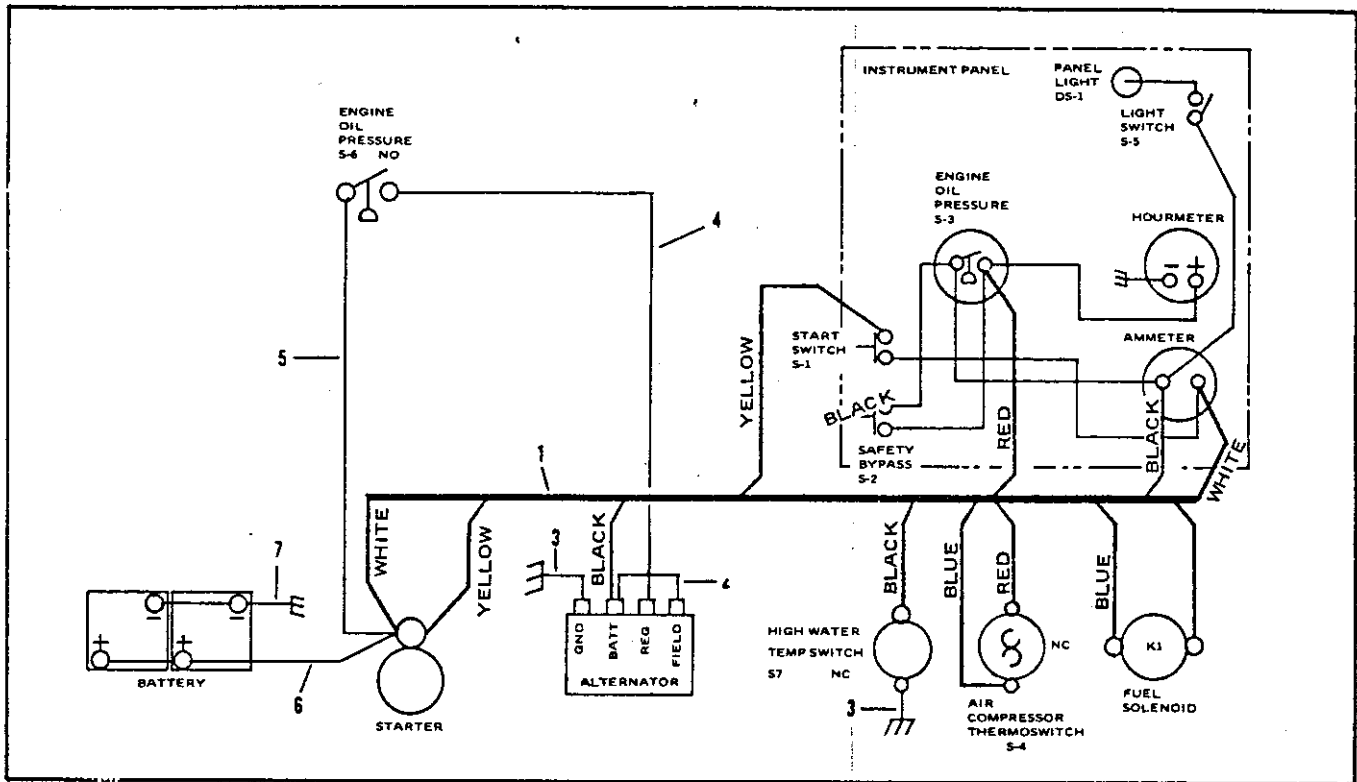 INSTRUMENT PANEL
PANEL
LIGHT
DS-1
LIGHT
SWITCH
S-5
ENGINE
OIL
PRESSURE
S-6 NO
ENGINE
OIL
PRESSURE
S-3
HOURMETER
- +
4
START
SWITCH
S-1
AMMETER
5
YELLOW
BLACK
RED
BLACK
WHITE
SAFETY
BYPASS
S-2
1
WHITE
YELLOW
BLACK
BLACK
BLUE
RED
BLUE
7
3
2
- -
+ +
BATTERY
6
STARTER
GND
BATT
REG
FIELD
ALTERNATOR
HIGH WATER
TEMP SWITCH
S7 NC
3
NC
AIR
COMPRESSOR
THERMOSWITCH
S-4
K1
FUEL
SOLENOID